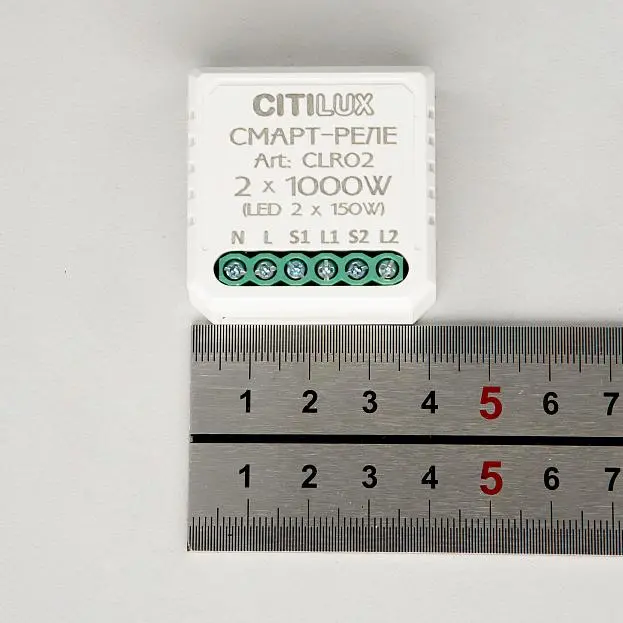 CITILUX
СМАРТ-РЕЛЕ
Art: CLR02
2 x 1000W
(LED 2 x 150W)
N L S1 L1 S2 L2
1 2 3 4 5 6 7
1 2 3 4 5 6 7